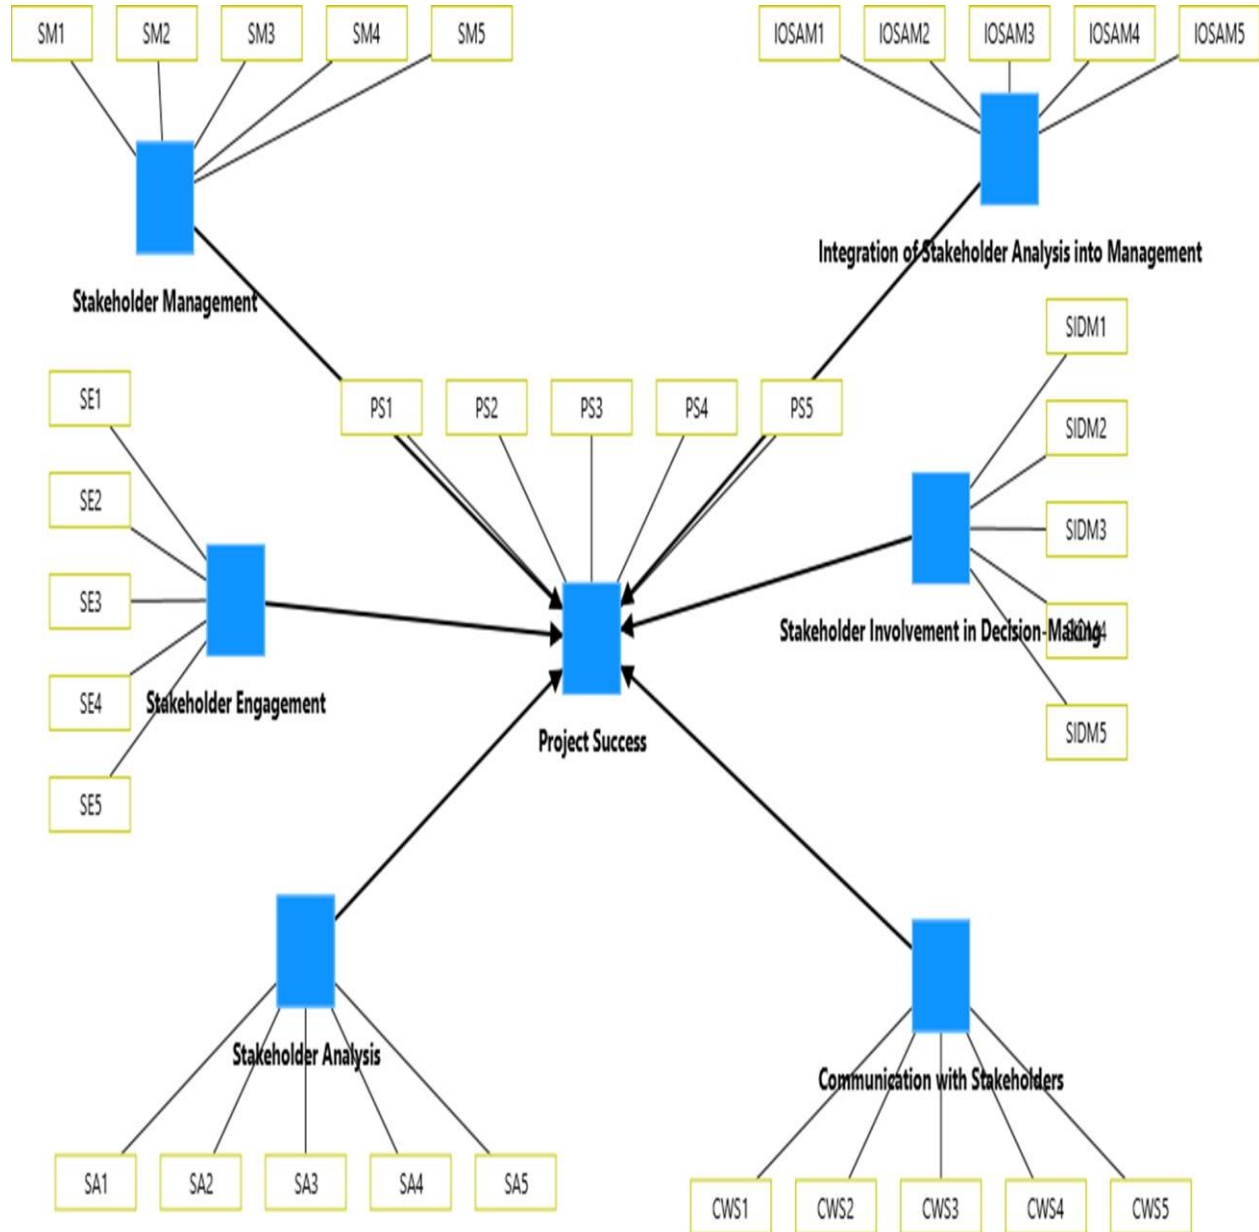 SM1
SM2
SM3
SM4
SM5
IOSAM1
IOSAM2
IOSAM3
IOSAM4
IOSAM5
Integration of Stakeholder Analysis into Management
Stakeholder Management
SIDM1
SE1
PS1
PS2
PS3
PS4
PS5
SIDM2
SE2
SIDM3
SE3
Stakeholder Involvement in Decision-Making
SIDM4
SE4
Stakeholder Engagement
SIDM5
Project Success
SE5
Stakeholder Analysis
Communication with Stakeholders
SA1
SA2
SA3
SA4
SA5
CWS1
CWS2
CWS3
CWS4
CWS5